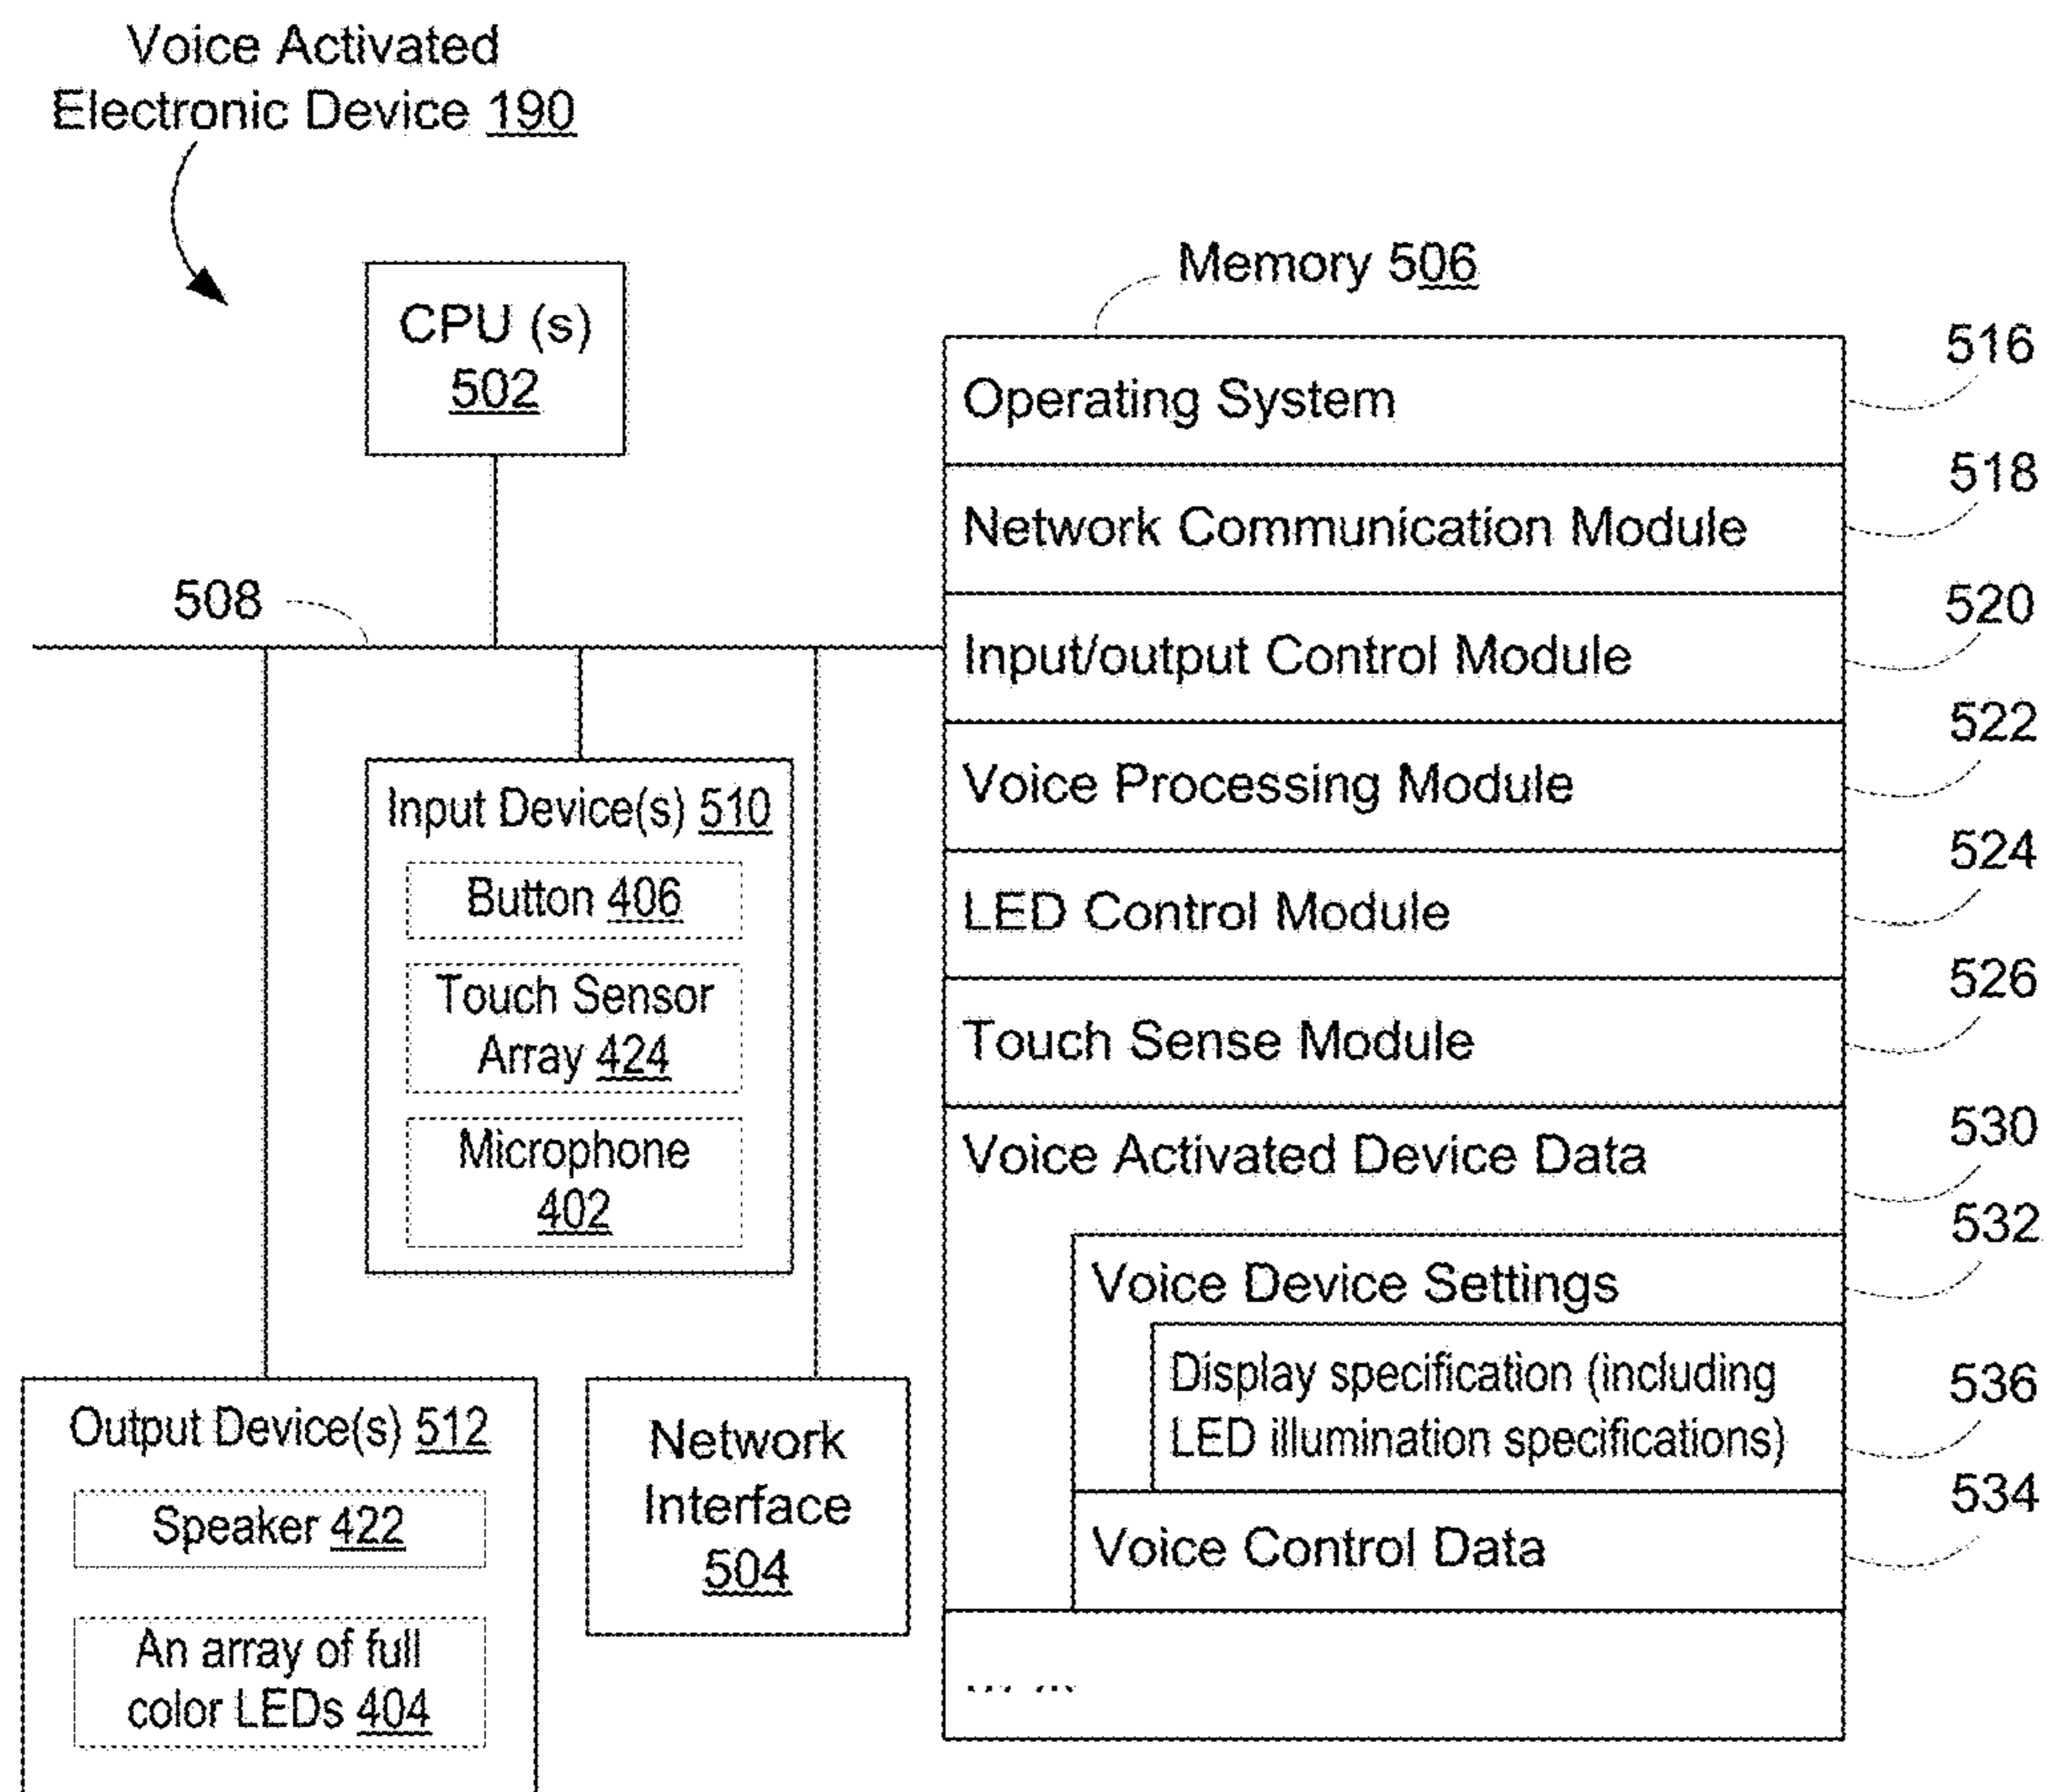 Voice Activated
Electronic Device 190
CPU (s)
502
508
Input Device(s) 510
Button 406
Touch Sensor
Array 424
Microphone
402
Output Device(s) 512
Speaker 422
An array of full
color LEDs 404
Network
Interface
504
Memory 506
Operating System
516
Network Communication Module
518
Input/output Control Module
520
Voice Processing Module
522
LED Control Module
524
Touch Sense Module
526
Voice Activated Device Data
530
Voice Device Settings
532
Display specification (including
LED illumination specifications)
536
Voice Control Data
534
... ...